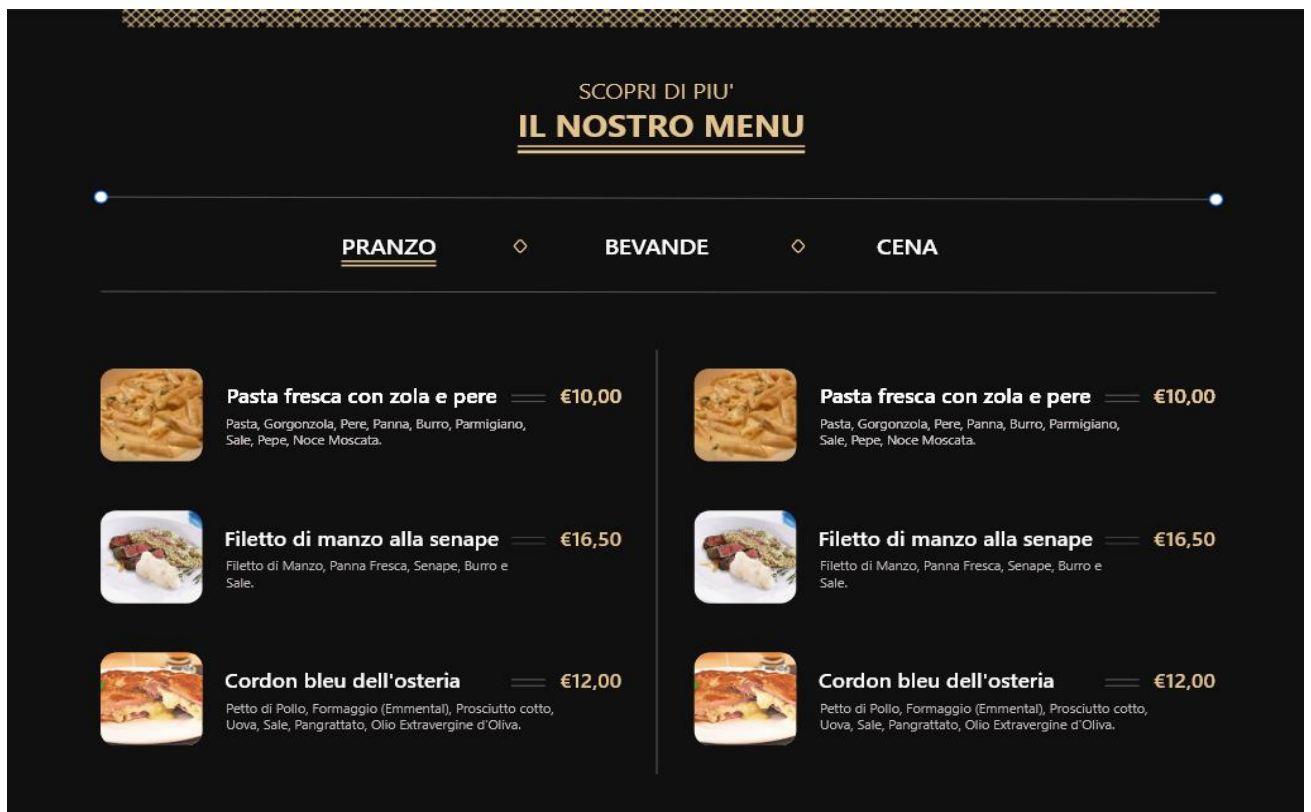 SCOPRI DI PIU'
IL NOSTRO MENU
PRANZO
BEVANDE
CENA
Pasta fresca con zola e pere
€10,00
Pasta, Gorgonzola, Pere, Panna, Burro, Parmigiano,
Sale, Pepe, Noce Moscata.
Filetto di manzo alla senape
€16,50
Filetto di Manzo, Panna Fresca, Senape, Burro e
Sale.
Cordon bleu dell'osteria
€12,00
Petto di Pollo, Formaggio (Emmental), Prosciutto cotto,
Uova, Sale, Pangrattato, Olio Extravergine d'Oliva.
Pasta fresca con zola e pere
€10,00
Pasta, Gorgonzola, Pere, Panna, Burro, Parmigiano,
Sale, Pepe, Noce Moscata.
Filetto di manzo alla senape
€16,50
Filetto di Manzo, Panna Fresca, Senape, Burro e
Sale.
Cordon bleu dell'osteria
€12,00
Petto di Pollo, Formaggio (Emmental), Prosciutto cotto,
Uova, Sale, Pangrattato, Olio Extravergine d'Oliva.